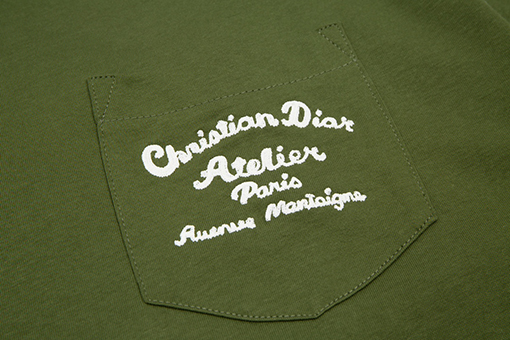 Christian Dior
Atelier
Paris
Avenue Montaigne